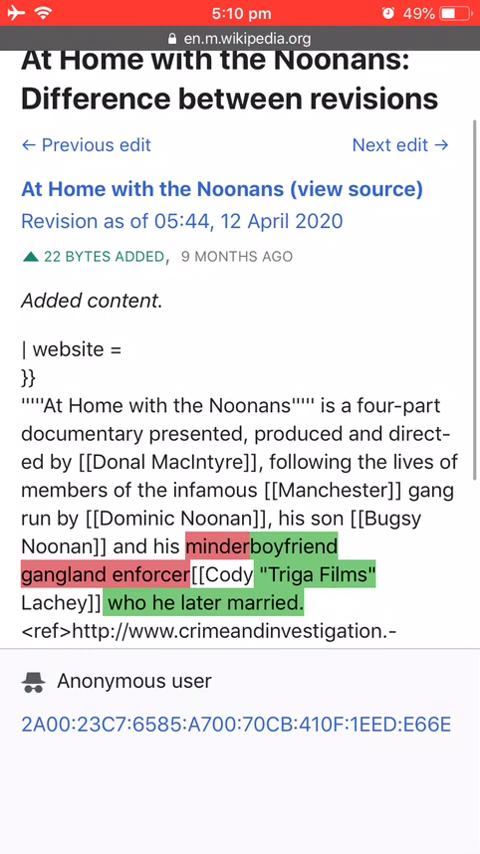 5:10 pm
49%
en.m.wikipedia.org
At Home with the Noonans:
Difference between revisions
← Previous edit
Next edit →
At Home with the Noonans (view source)
Revision as of 05:44, 12 April 2020
22 BYTES ADDED, 9 MONTHS AGO
Added content.
| website =
}}
'''''At Home with the Noonans''''' is a four-part
documentary presented, produced and direct-
ed by [[Donal MacIntyre]], following the lives of
members of the infamous [[Manchester]] gang
run by [[Dominic Noonan]], his son [[Bugsy
Noonan]] and his minderboyfriend
gangland enforcer[[Cody "Triga Films"
Lachey]] who he later married.
<ref>http://www.crimeandinvestigation.-
Anonymous user
2A00:23C7:6585:A700:70CB:410F:1EED:E66E